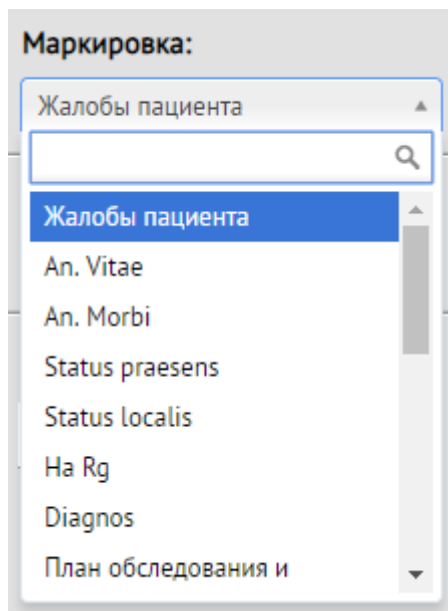 Маркировка:
Жалобы пациента
Жалобы пациента
An. Vitae
An. Morbi
Status praesens
Status localis
На Rg
Diagnos
План обследования и